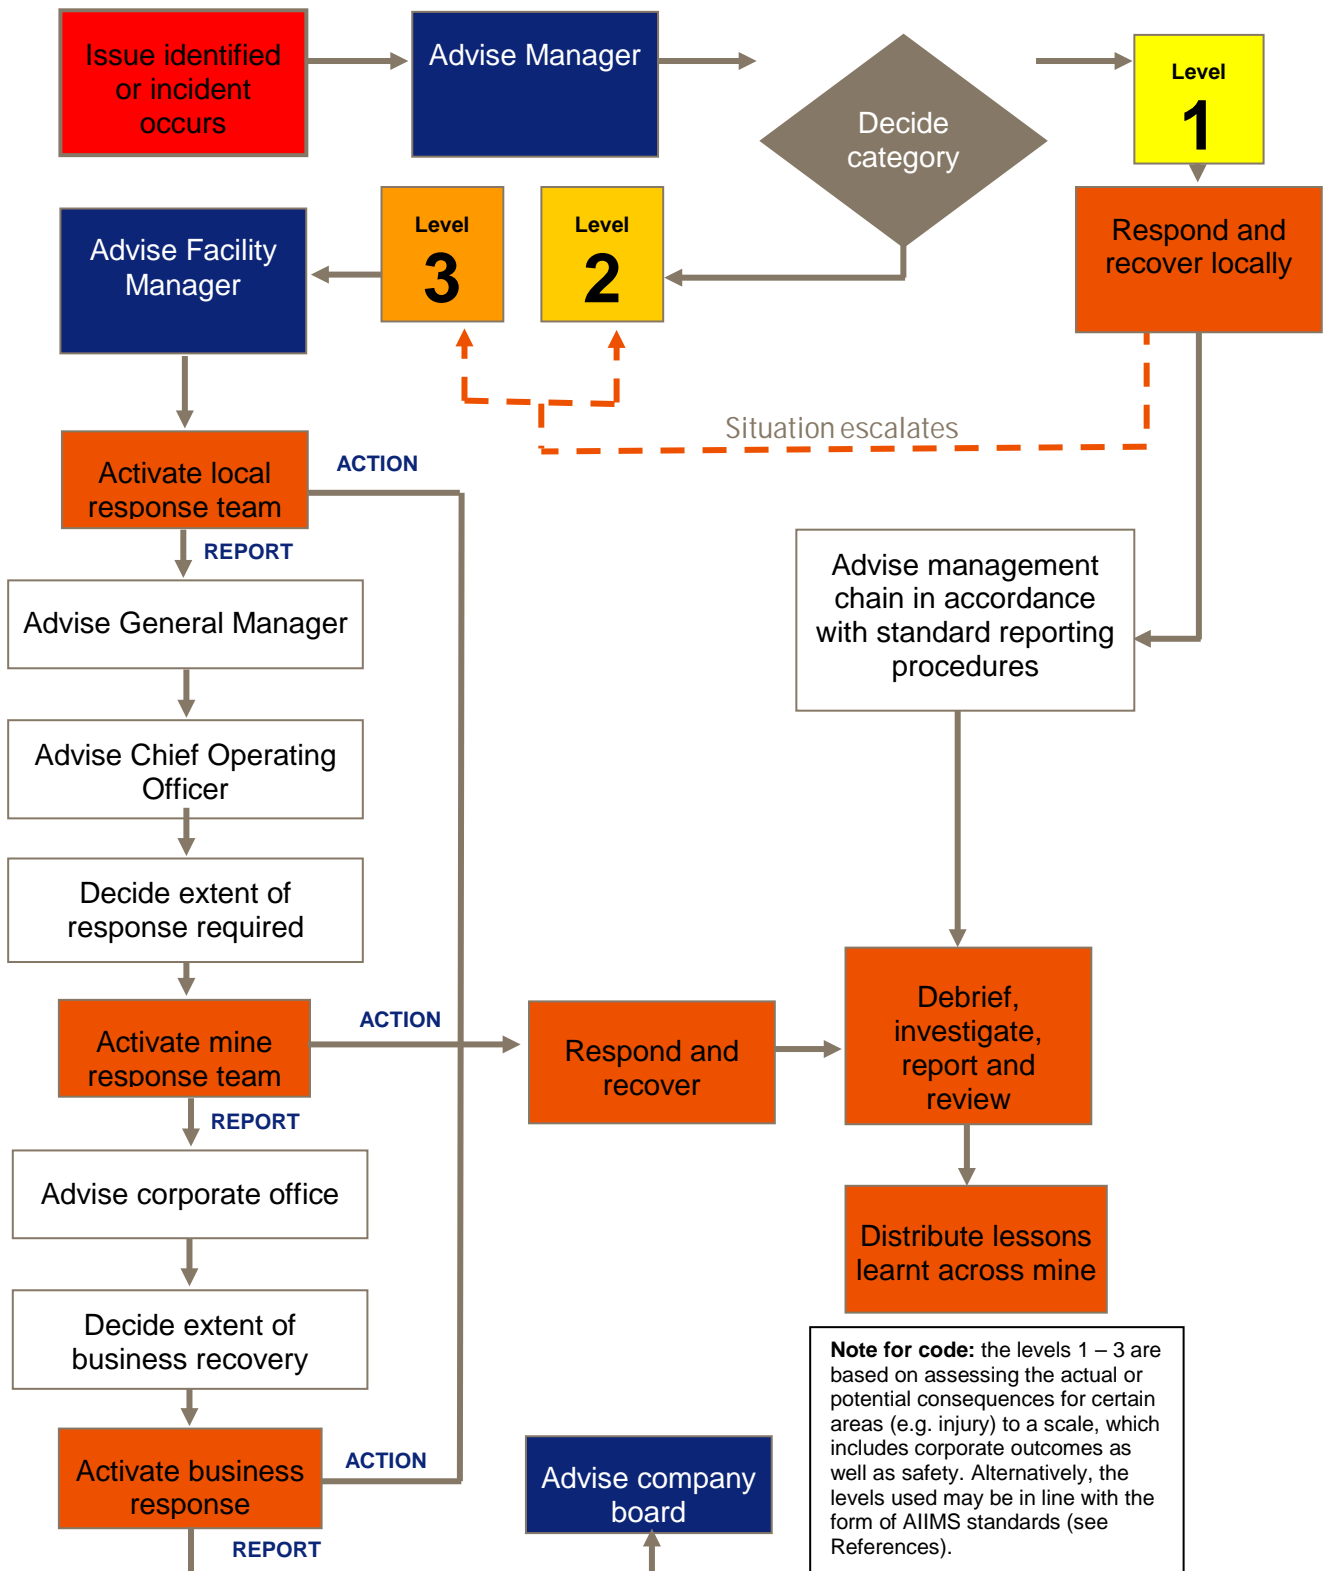 Issue identified
or incident
occurs
Advise Manager
Decide
category
Level
1
Advise Facility
Manager
Level
3
Level
2
Respond and
recover locally
Situation escalates
Activate local
response team
ACTION
REPORT
Advise General Manager
Advise management
chain in accordance
with standard reporting
procedures
Advise Chief Operating
Officer
Decide extent of
response required
Activate mine
response team
ACTION
REPORT
Respond and
recover
Debrief,
investigate,
report and
review
Advise corporate office
Distribute lessons
learnt across mine
Decide extent of
business recovery
Activate business
response
ACTION
REPORT
Advise company
board
Note for code: the levels 1 – 3 are
based on assessing the actual or
potential consequences for certain
areas (e.g. injury) to a scale, which
includes corporate outcomes as
well as safety. Alternatively, the
levels used may be in line with the
form of AIIMS standards (see
References).